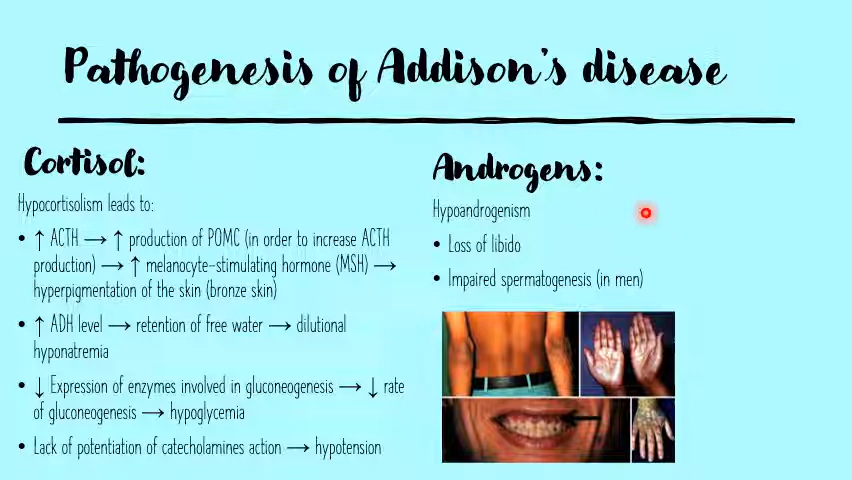 Pathogenesis of Addison's disease
Cortisol:
Hypocortisolism leads to:
• ↑ ACTH → ↑ production of POMC (in order to increase ACTH
production) → ↑ melanocyte-stimulating hormone (MSH) →
hyperpigmentation of the skin (bronze skin)
• ↑ ADH level → retention of free water → dilutional
hyponatremia
• ↓ Expression of enzymes involved in gluconeogenesis → ↓ rate
of gluconeogenesis → hypoglycemia
• Lack of potentiation of catecholamines action → hypotension
Androgens:
Hypoandrogenism
• Loss of libido
• Impaired spermatogenesis (in men)